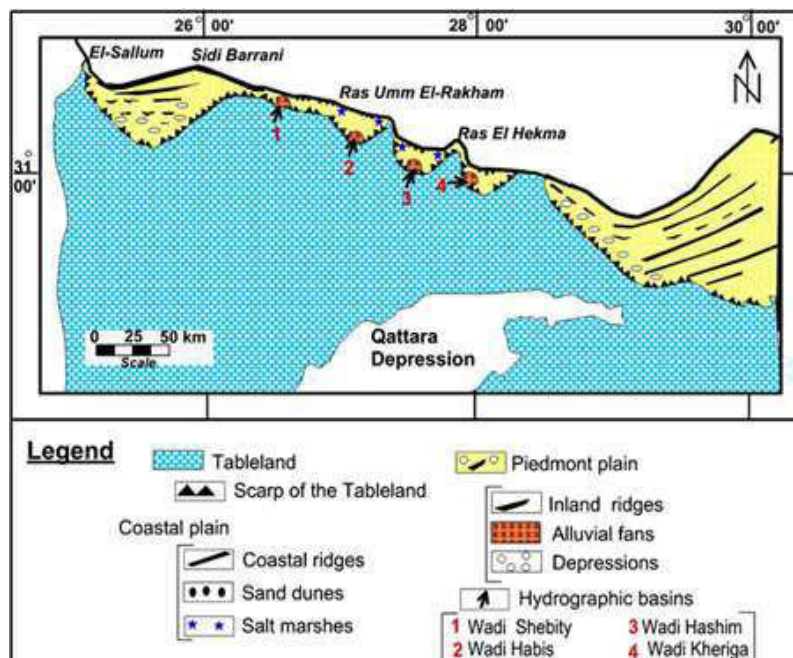 26° 00' 28° 00' 30° 00'
El-Sallum Sidi Barrani
Ras Umm El-Rakham
N
Ras El Hekma
1
2
3
4
31°
00'
0 25 50 km
Scale
Qattara
Depression
Legend
Tableland
Scarp of the Tableland
Coastal plain
Coastal ridges
Sand dunes
Salt marshes
Piedmont plain
Inland ridges
Alluvial fans
Depressions
Hydrographic basins
1 Wadi Shebity 3 Wadi Hashim
2 Wadi Habis 4 Wadi Kheriga